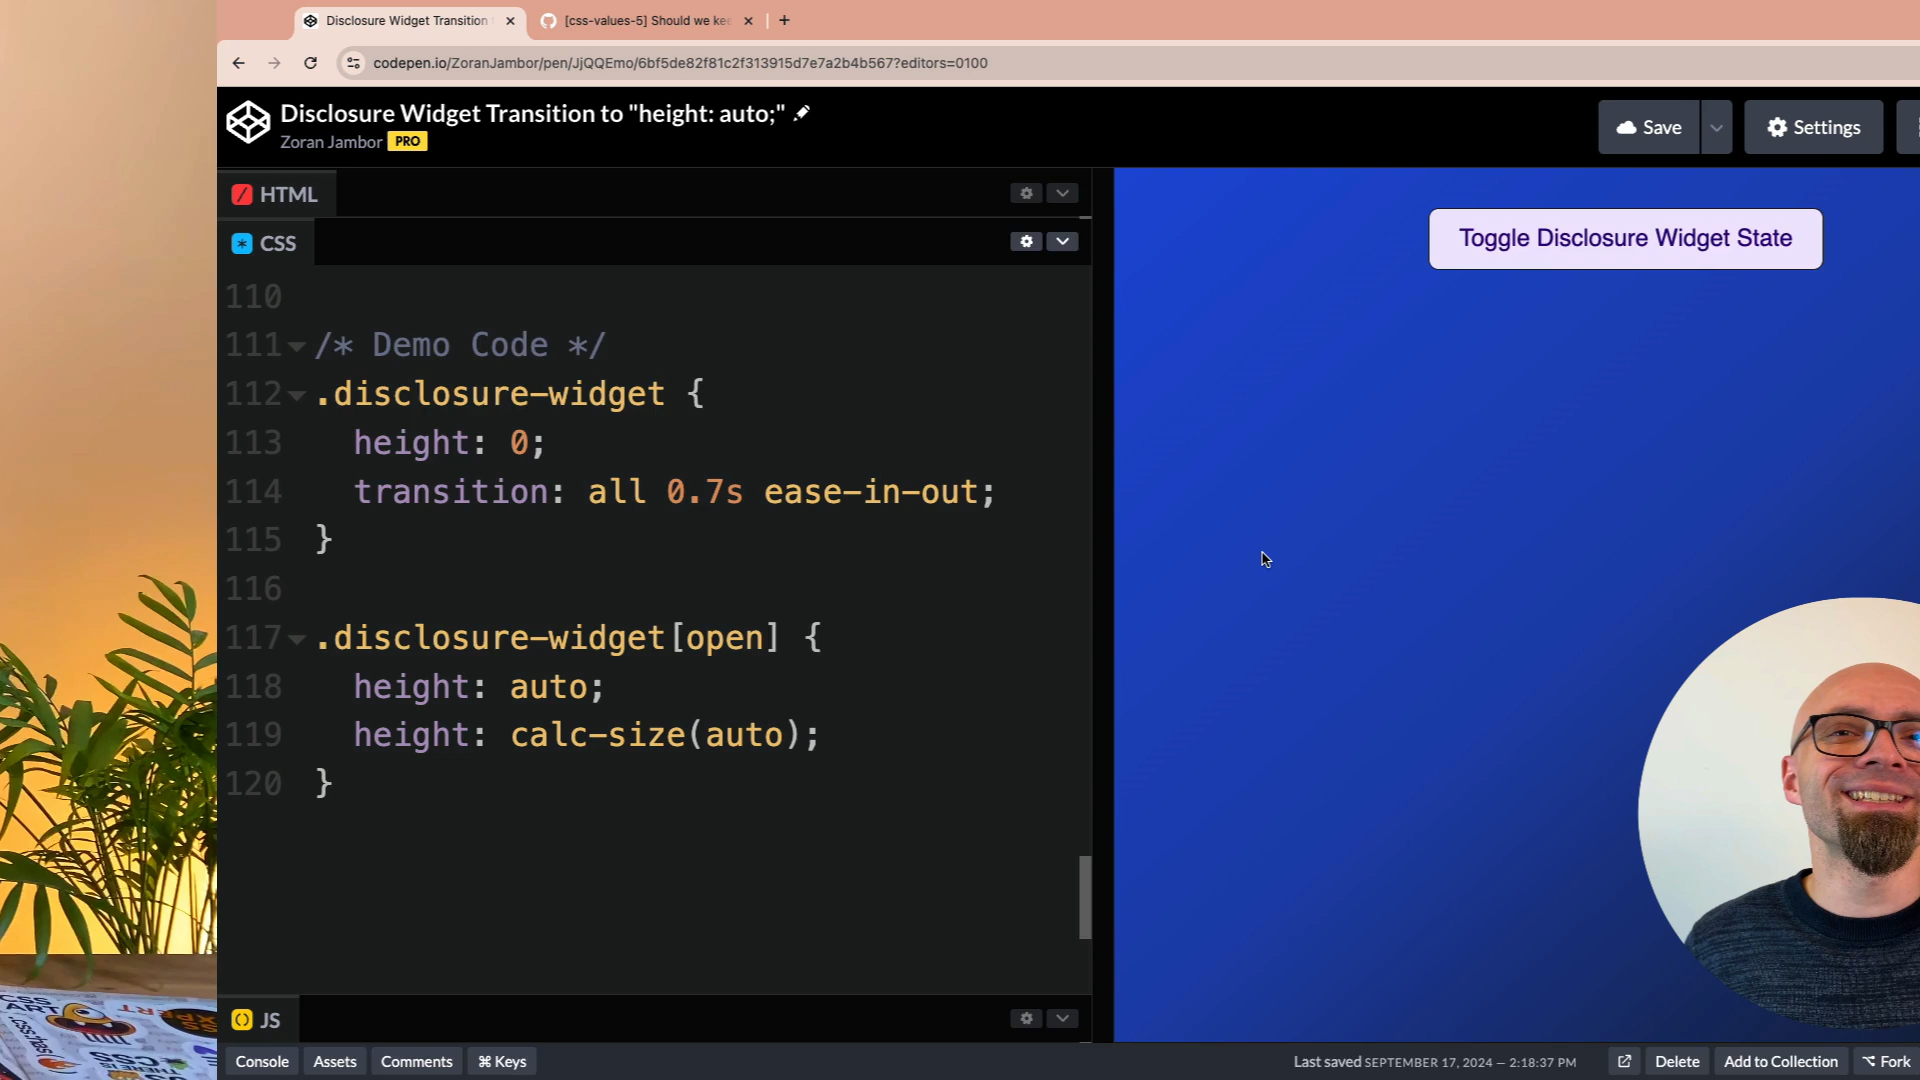 Disclosure Widget Transition
[css-values-5] Should we kee
codepen.io/ZoranJambor/pen/JjQQEmo/6bf5de82f81c2f313915d7e7a2b4b567?editors=0100
Disclosure Widget Transition to "height: auto;"
Zoran Jambor PRO
Save
Settings
HTML
CSS
Toggle Disclosure Widget State
110
111 /* Demo Code */
112 .disclosure-widget {
113 height: 0;
114 transition: all 0.7s ease-in-out;
115 }
116
117 .disclosure-widget[open] {
118 height: auto;
119 height: calc-size(auto);
120 }
JS
Console Assets Comments ⌘ Keys
Last saved SEPTEMBER 17, 2024 — 2:18:37 PM
Delete Add to Collection ⌥ Fork
CSS
ART
CSS